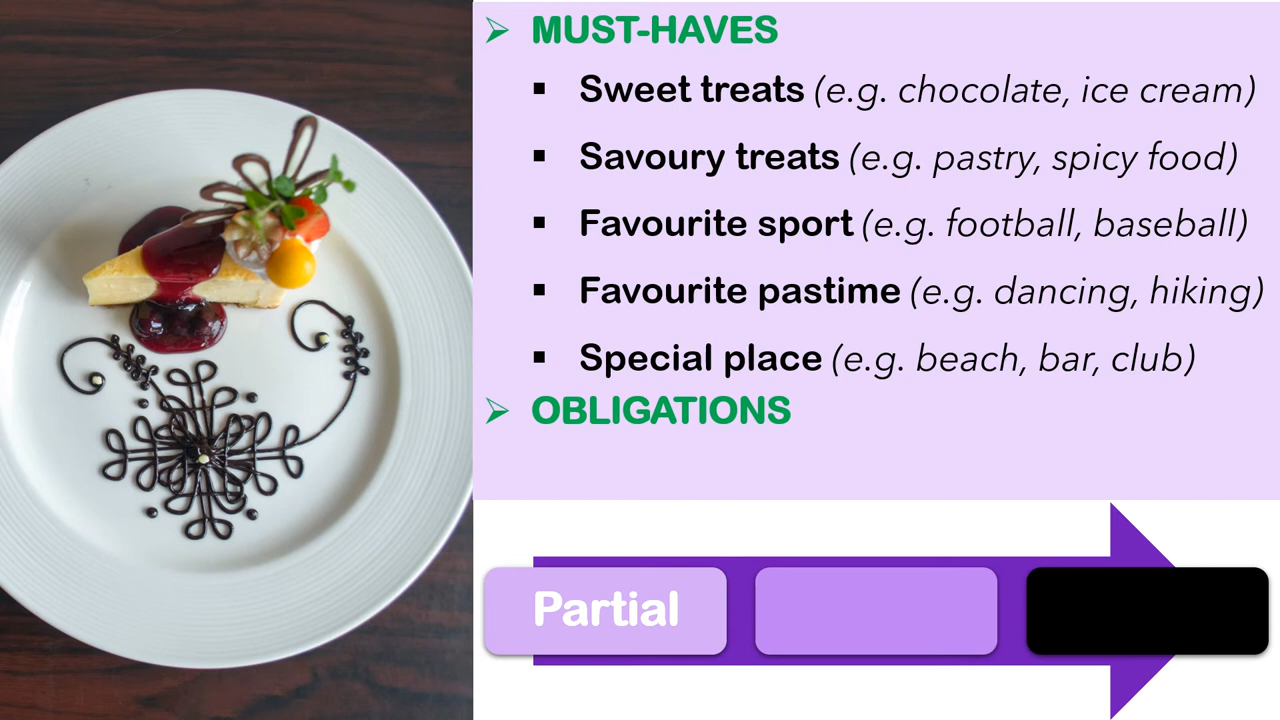 MUST-HAVES
Sweet treats (e.g. chocolate, ice cream)
Savoury treats (e.g. pastry, spicy food)
Favourite sport (e.g. football, baseball)
Favourite pastime (e.g. dancing, hiking)
Special place (e.g. beach, bar, club)
OBLIGATIONS
Partial